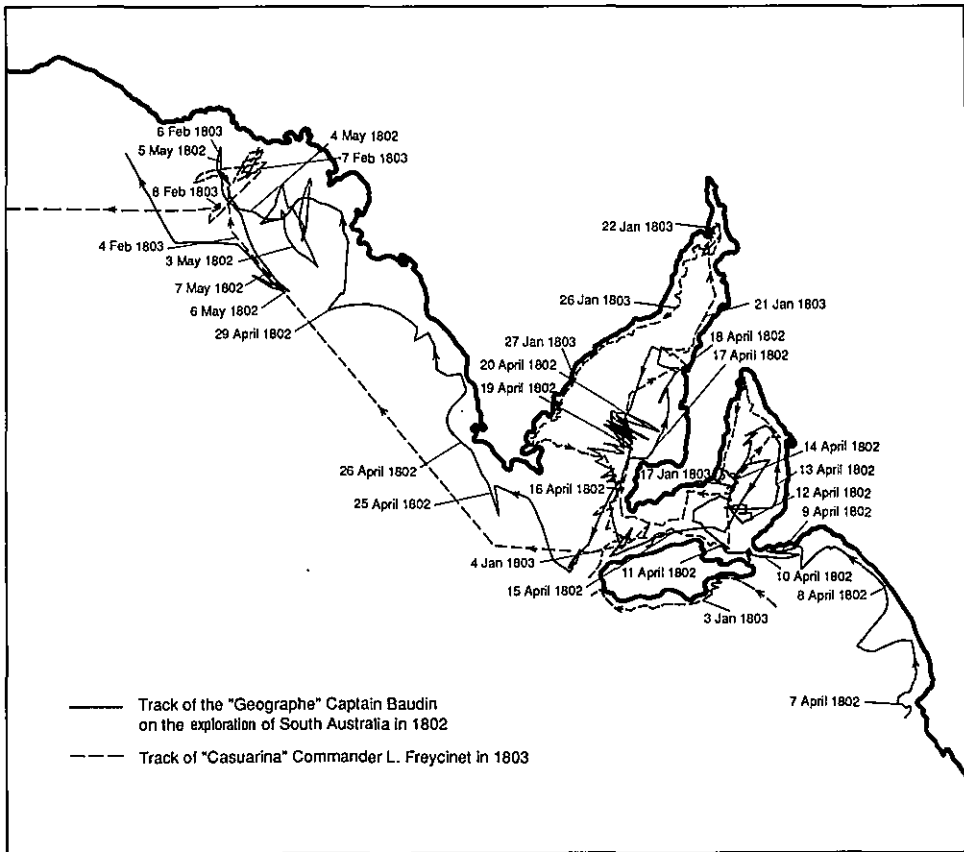 6 Feb 1803
4 May 1802
5 May 1802
7 Feb 1803
8 Feb 1803
4 Feb 1803
3 May 1802
7 May 1802
6 May 1802
29 April 1802
22 Jan 1803
26 Jan 1803
21 Jan 1803
27 Jan 1803
18 April 1802
20 April 1802
17 April 1802
19 April 1802
26 April 1802
25 April 1802
16 April 1802
17 Jan 1803
14 April 1802
13 April 1802
12 April 1802
9 April 1802
4 Jan 1803
11 April 1802
10 April 1802
15 April 1802
8 April 1802
3 Jan 1803
7 April 1802
Track of the "Geographe" Captain Baudin
on the exploration of South Australia in 1802
Track of "Casuarina" Commander L. Freycinet in 1803